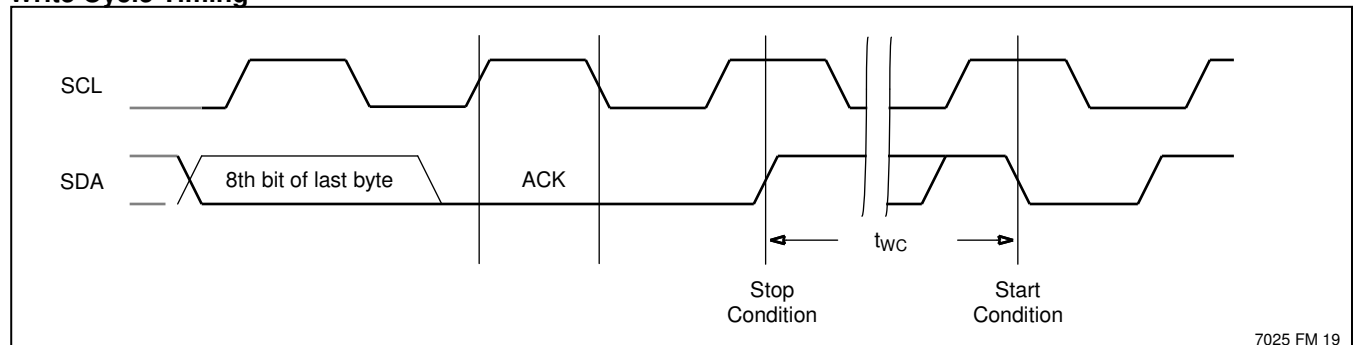 Write Cycle Timing
SCL
SDA
8th bit of last byte
ACK
tWC
Stop
Condition
Start
Condition
7025 FM 19